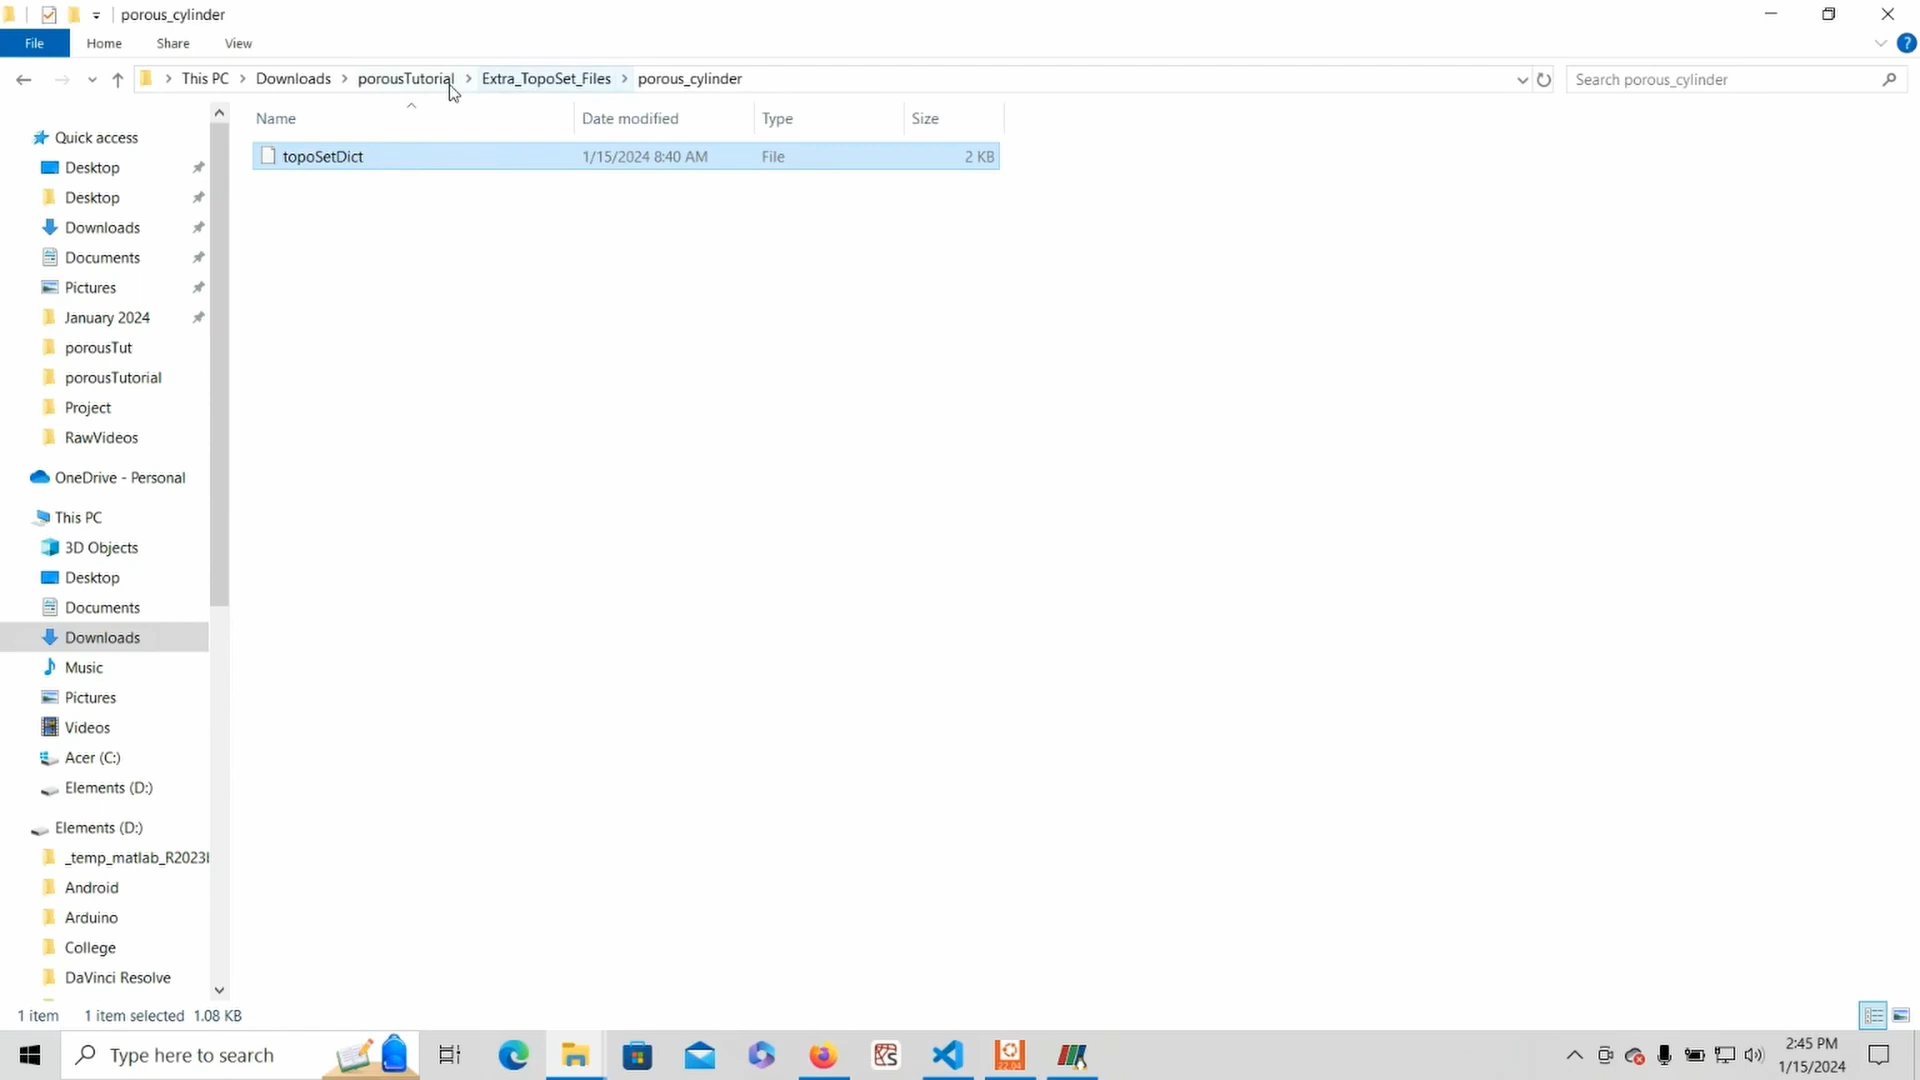 porous_cylinder
File Home Share View
This PC Downloads porousTutorial Extra_TopoSet_Files porous_cylinder
Search porous_cylinder
Name Date modified Type Size
topoSetDict 1/15/2024 8:40 AM File 2 KB
Quick access
Desktop
Desktop
Downloads
Documents
Pictures
January 2024
porousTut
porousTutorial
Project
RawVideos
OneDrive - Personal
This PC
3D Objects
Desktop
Documents
Downloads
Music
Pictures
Videos
Acer (C:)
Elements (D:)
Elements (D:)
_temp_matlab_R2023
Android
Arduino
College
DaVinci Resolve
1 item 1 item selected 1.08 KB
Type here to search
22.04
2:45 PM
1/15/2024